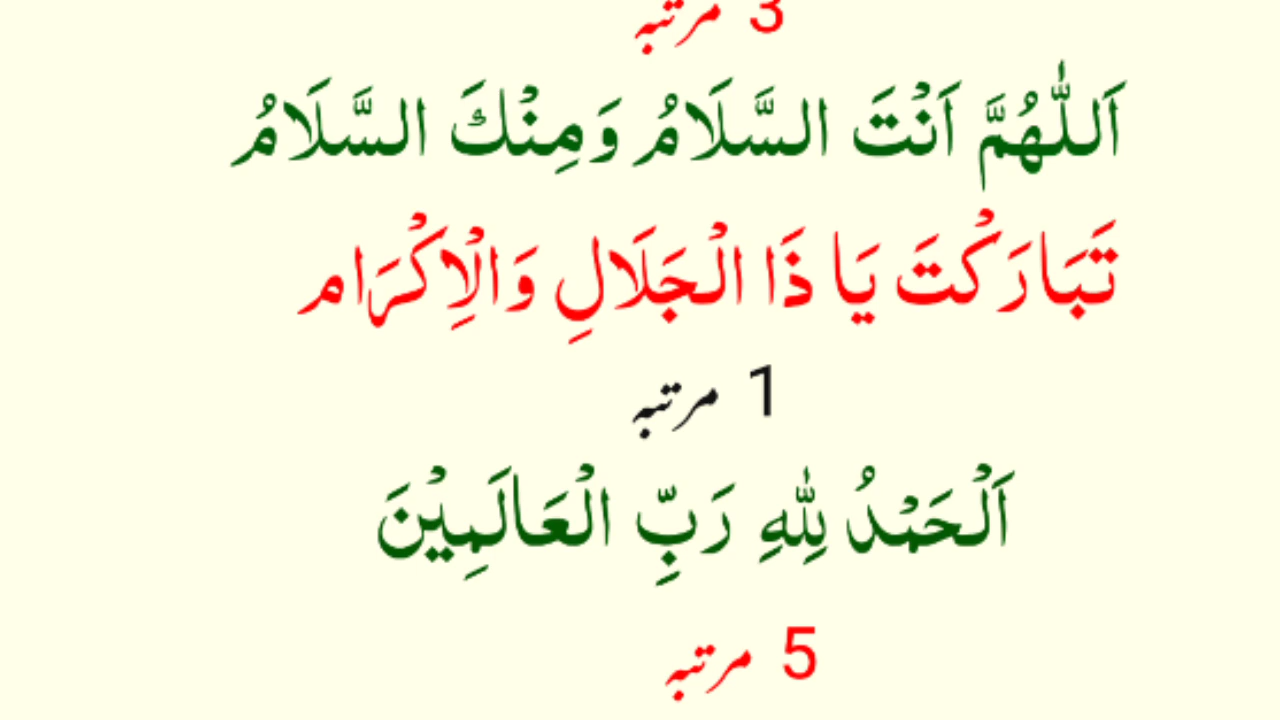 3 مرتبہ
اَللّٰهُمَّ اَنْتَ السَّلَامُ وَمِنْكَ السَّلَامُ
تَبَارَكْتَ يَا ذَا الْجَلَالِ وَالْاِكْرَام
1 مرتبہ
اَلْحَمْدُ لِلّٰهِ رَبِّ الْعَالَمِيْنَ
5 مرتبہ